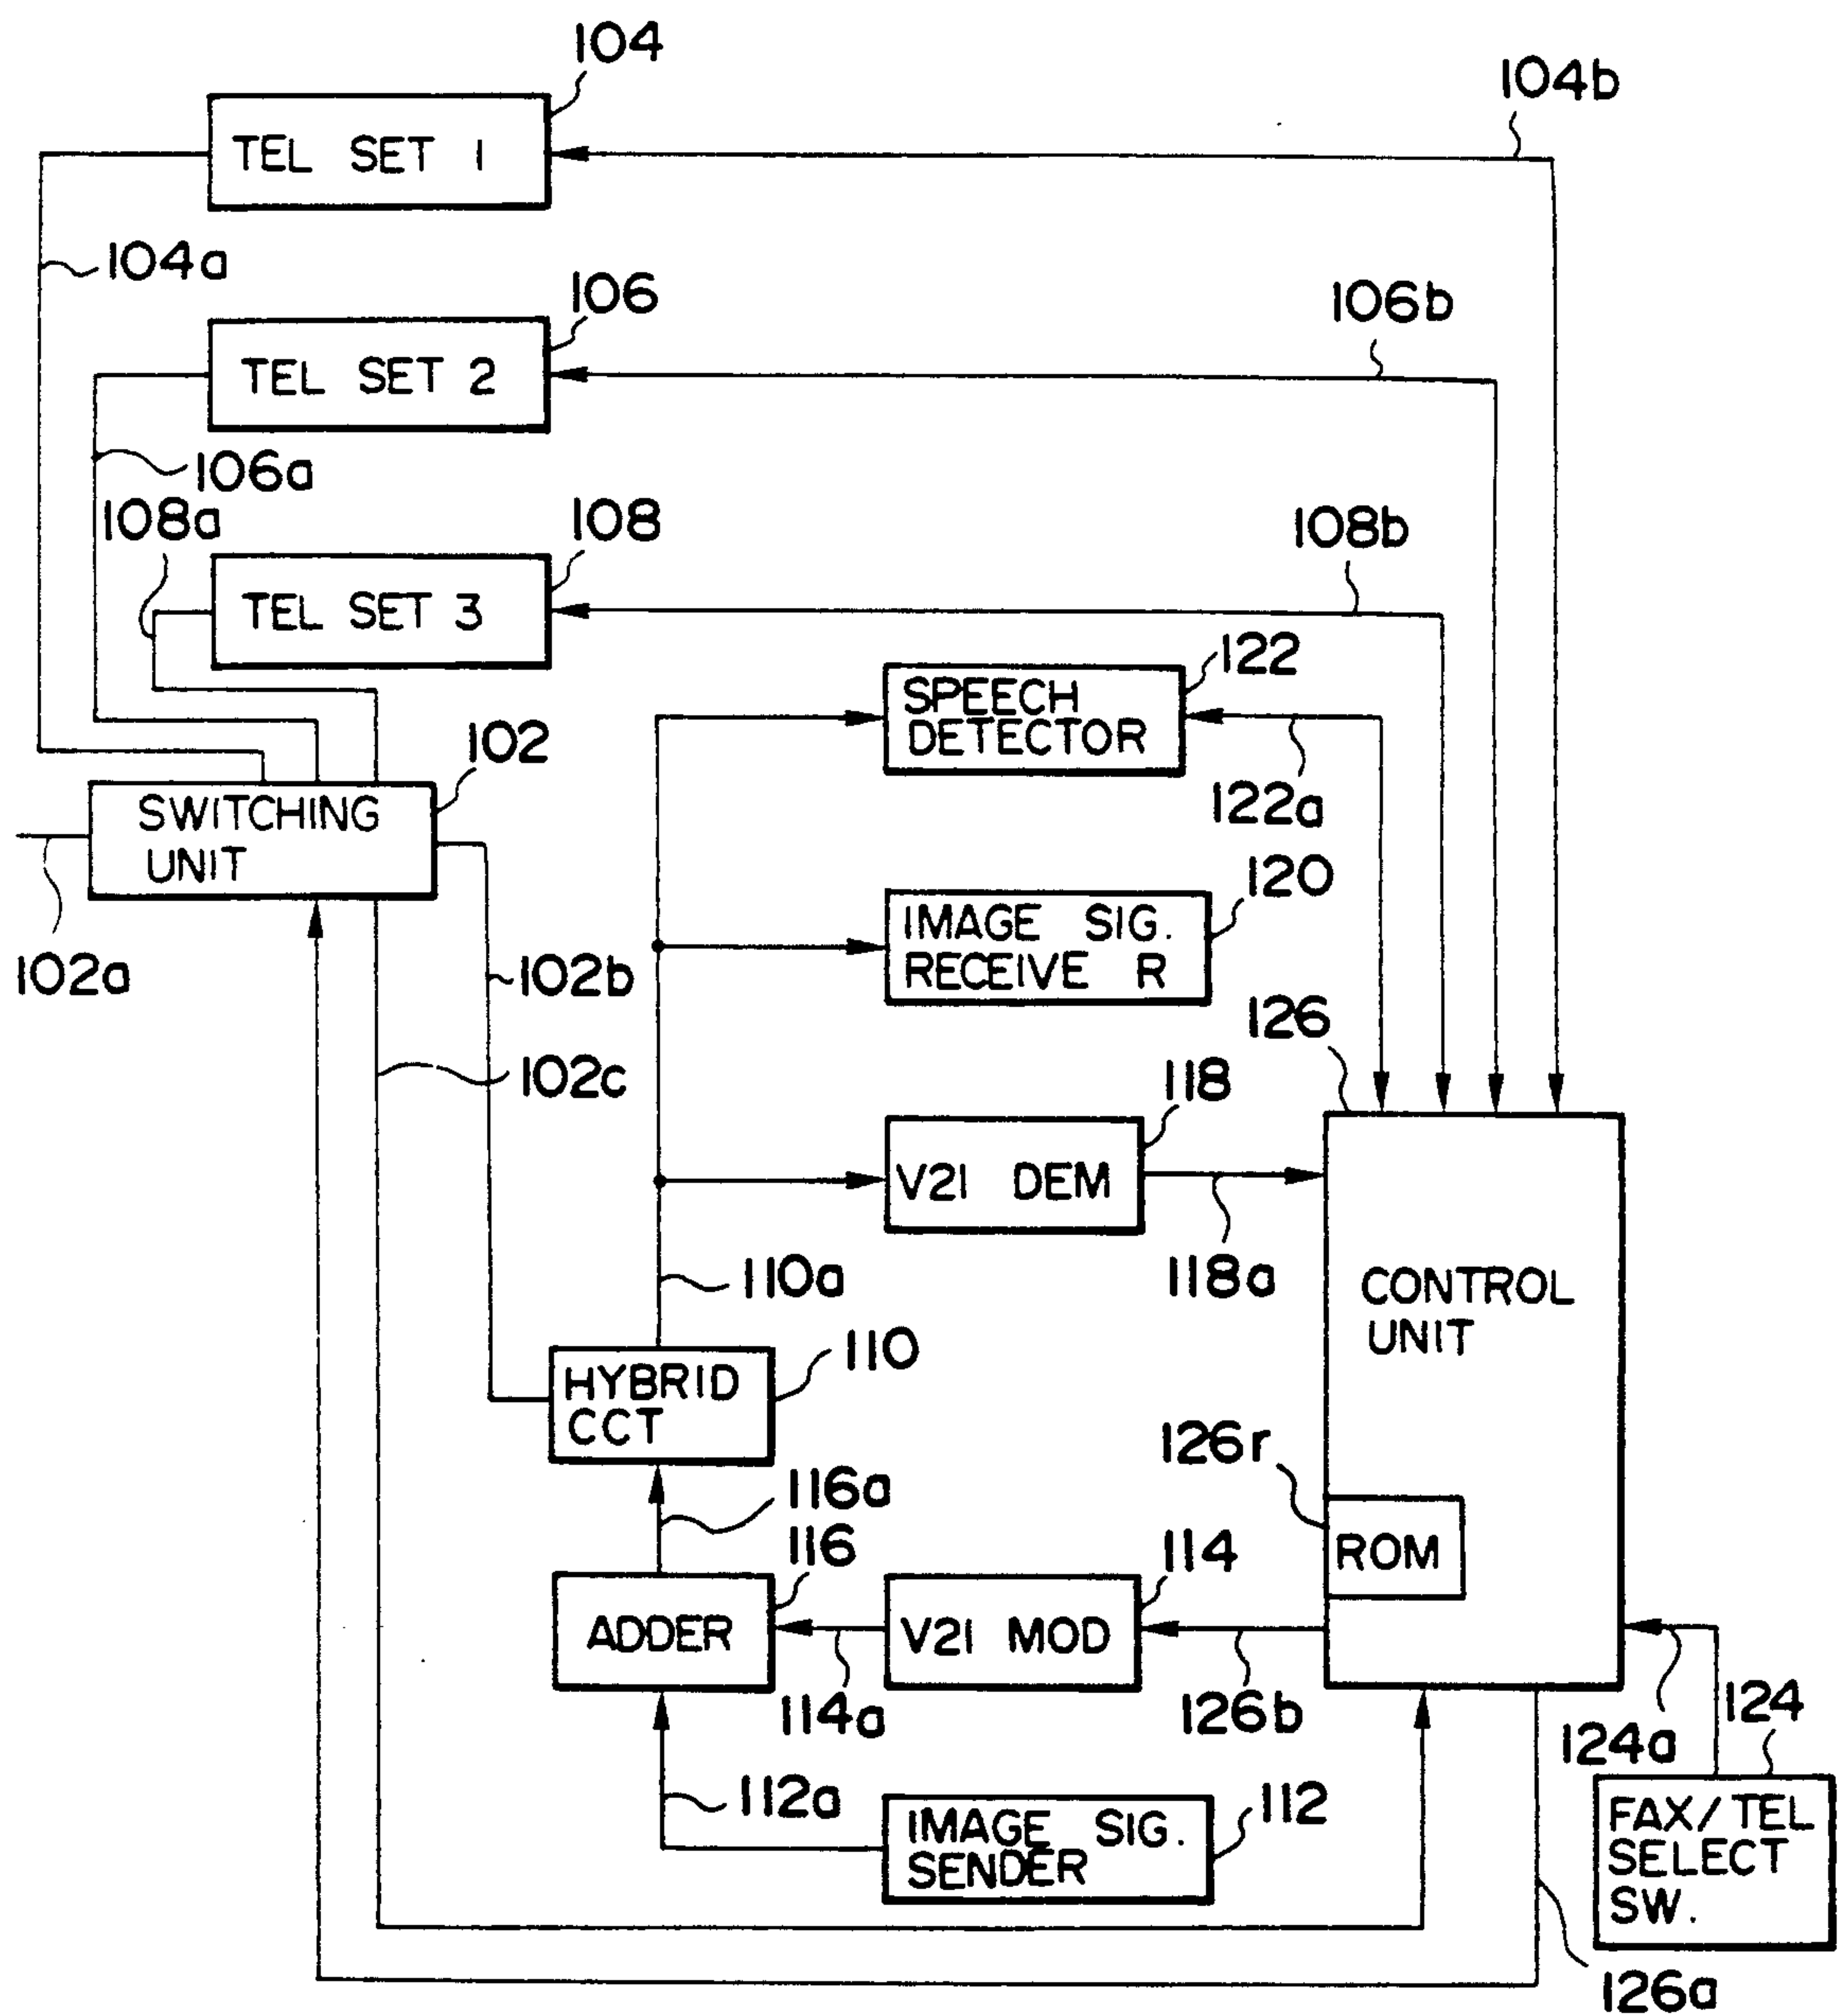 104
104b
TEL SET 1
104a
106
106b
TEL SET 2
106a
108a
108
108b
TEL SET 3
122
SPEECH
DETECTOR
102
122a
SWITCHING
UNIT
120
IMAGE SIG.
RECEIVE R
102a
102b
126
102c
118
V21 DEM
110a
118a
CONTROL
UNIT
110
HYBRID
CCT
126r
116a
116
114
ROM
ADDER
V21 MOD
114a
126b
124a
124
112a
112
IMAGE SIG.
SENDER
FAX/TEL
SELECT
SW.
126a